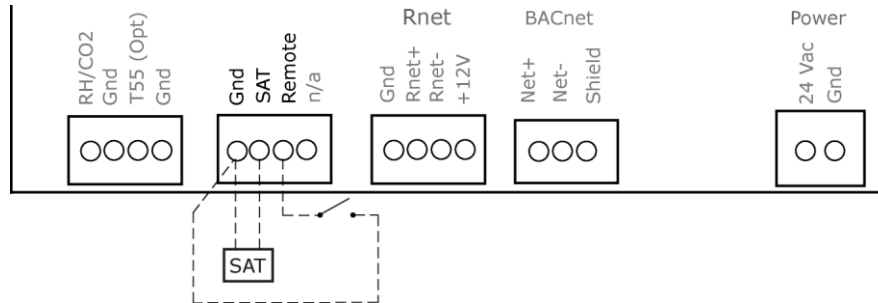 Rnet
BACnet
Power
RH/CO2
Gnd
T55 (Opt)
Gnd
Gnd
SAT
Remote
n/a
Gnd
Rnet+
Rnet-
+12V
Net+
Net-
Shield
24 Vac
Gnd
SAT